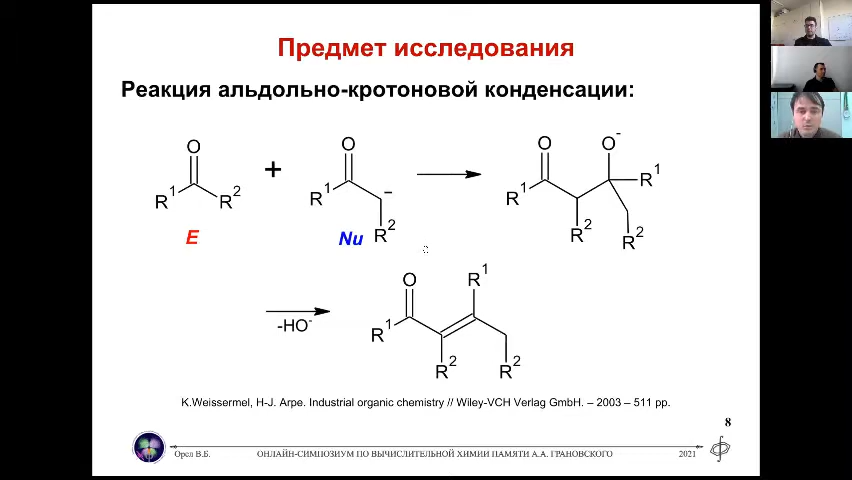 Предмет исследования
Реакция альдольно-кротоновой конденсации:
O
R1
R2
E
+
O
R1
−
R2
Nu
O
O-
R1
R1
R2
R2
-HO-
O
R1
R1
R2
R2
K.Weissermel, H-J. Arpe. Industrial organic chemistry // Wiley-VCH Verlag GmbH. – 2003 – 511 pp.
8
ОНЛАЙН-СИМПОЗИУМ ПО ВЫЧИСЛИТЕЛЬНОЙ ХИМИИ ПАМЯТИ А.А. ГРАНОВСКОГО
2021